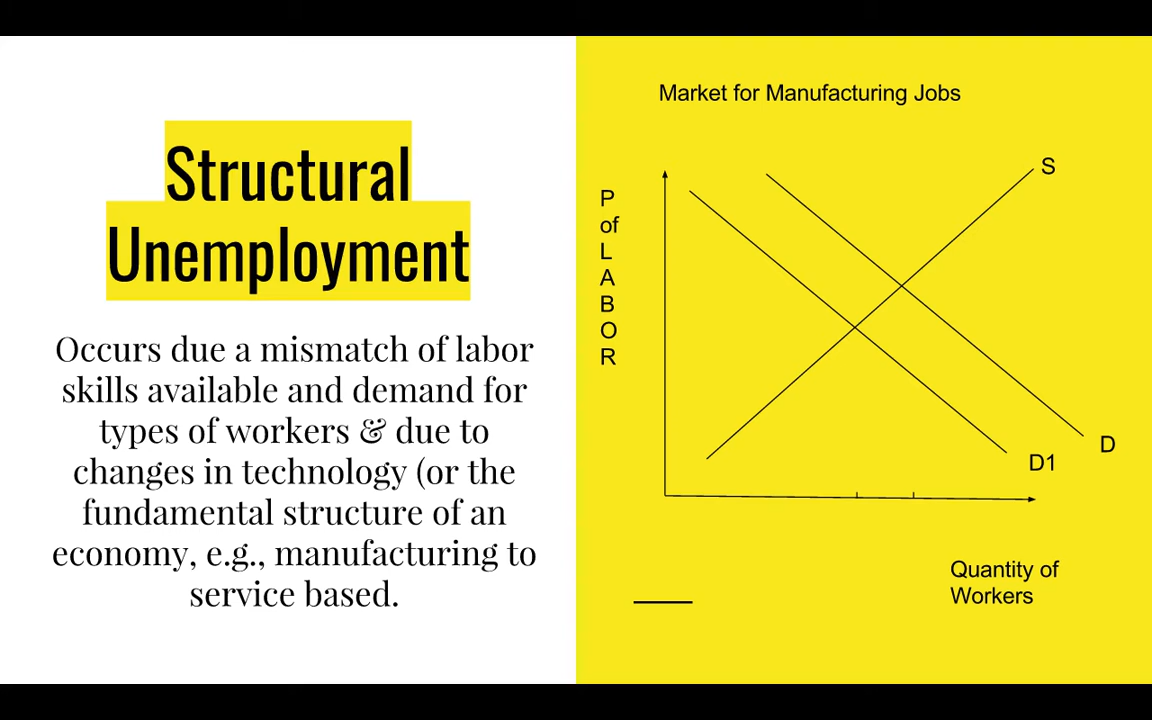 Structural
Unemployment
Occurs due a mismatch of labor
skills available and demand for
types of workers & due to
changes in technology (or the
fundamental structure of an
economy, e.g., manufacturing to
service based.
Market for Manufacturing Jobs
P
of
L
A
B
O
R
S
D
D1
Quantity of
Workers